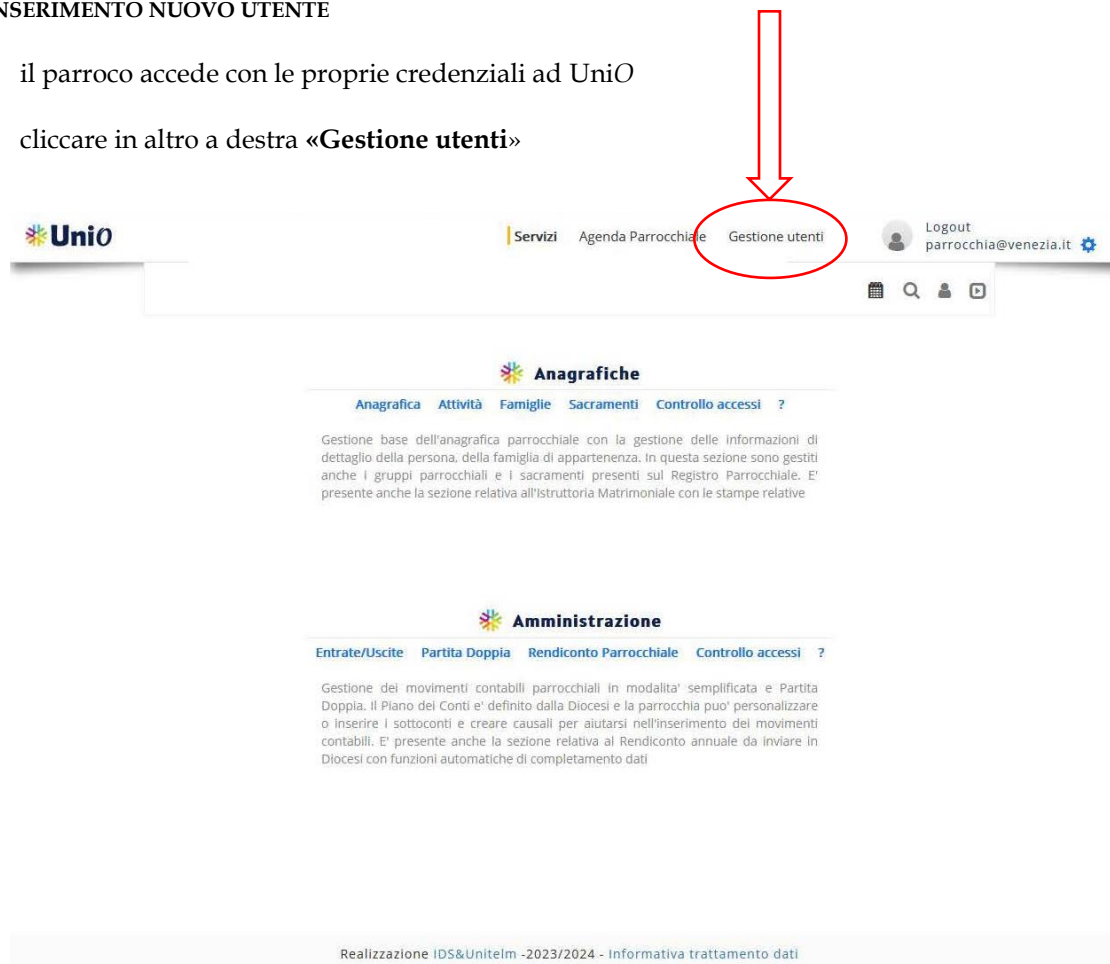 NSERIMENTO NUOVO UTENTE
il parroco accede con le proprie credenziali ad UniO
cliccare in altro a destra «Gestione utenti»
UniO
Servizi Agenda Parrocchiale Gestione utenti
Logout
parrocchia@venezia.it
Anagrafiche
Anagrafica Attività Famiglie Sacramenti Controllo accessi ?
Gestione base dell'anagrafica parrocchiale con la gestione delle informazioni di
dettaglio della persona, della famiglia di appartenenza. In questa sezione sono gestiti
anche i gruppi parrocchiali e i sacramenti presenti sul Registro Parrocchiale. E'
presente anche la sezione relativa all'Istruttoria Matrimoniale con le stampe relative
Amministrazione
Entrate/Uscite Partita Doppia Rendiconto Parrocchiale Controllo accessi ?
Gestione dei movimenti contabili parrocchiali in modalita' semplificata e Partita
Doppia. Il Piano dei Conti e' definito dalla Diocesi e la parrocchia puo' personalizzare
o inserire i sottoconti e creare causali per aiutarsi nell'inserimento dei movimenti
contabili. E' presente anche la sezione relativa al Rendiconto annuale da inviare in
Diocesi con funzioni automatiche di completamento dati
Realizzazione IDS&Unitelm -2023/2024 - Informativa trattamento dati